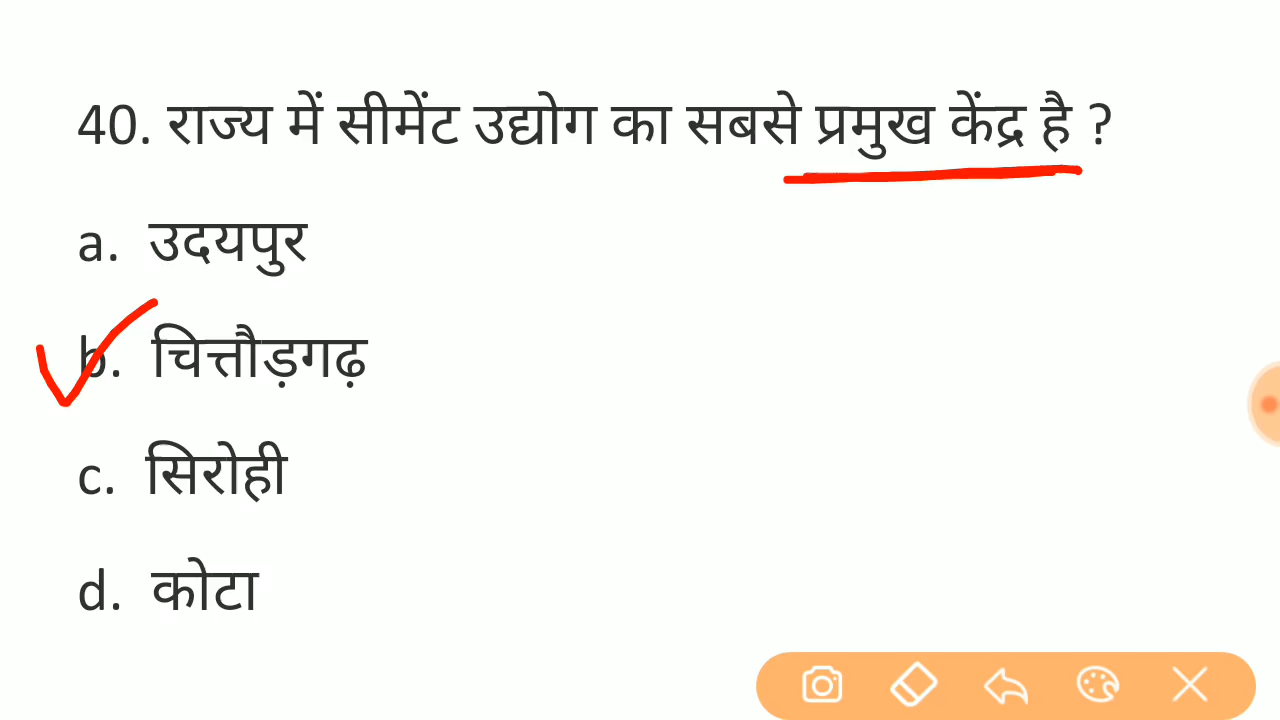 40. राज्य में सीमेंट उद्योग का सबसे प्रमुख केंद्र है ?
a. उदयपुर
b. चित्तौड़गढ़
c. सिरोही
d. कोटा